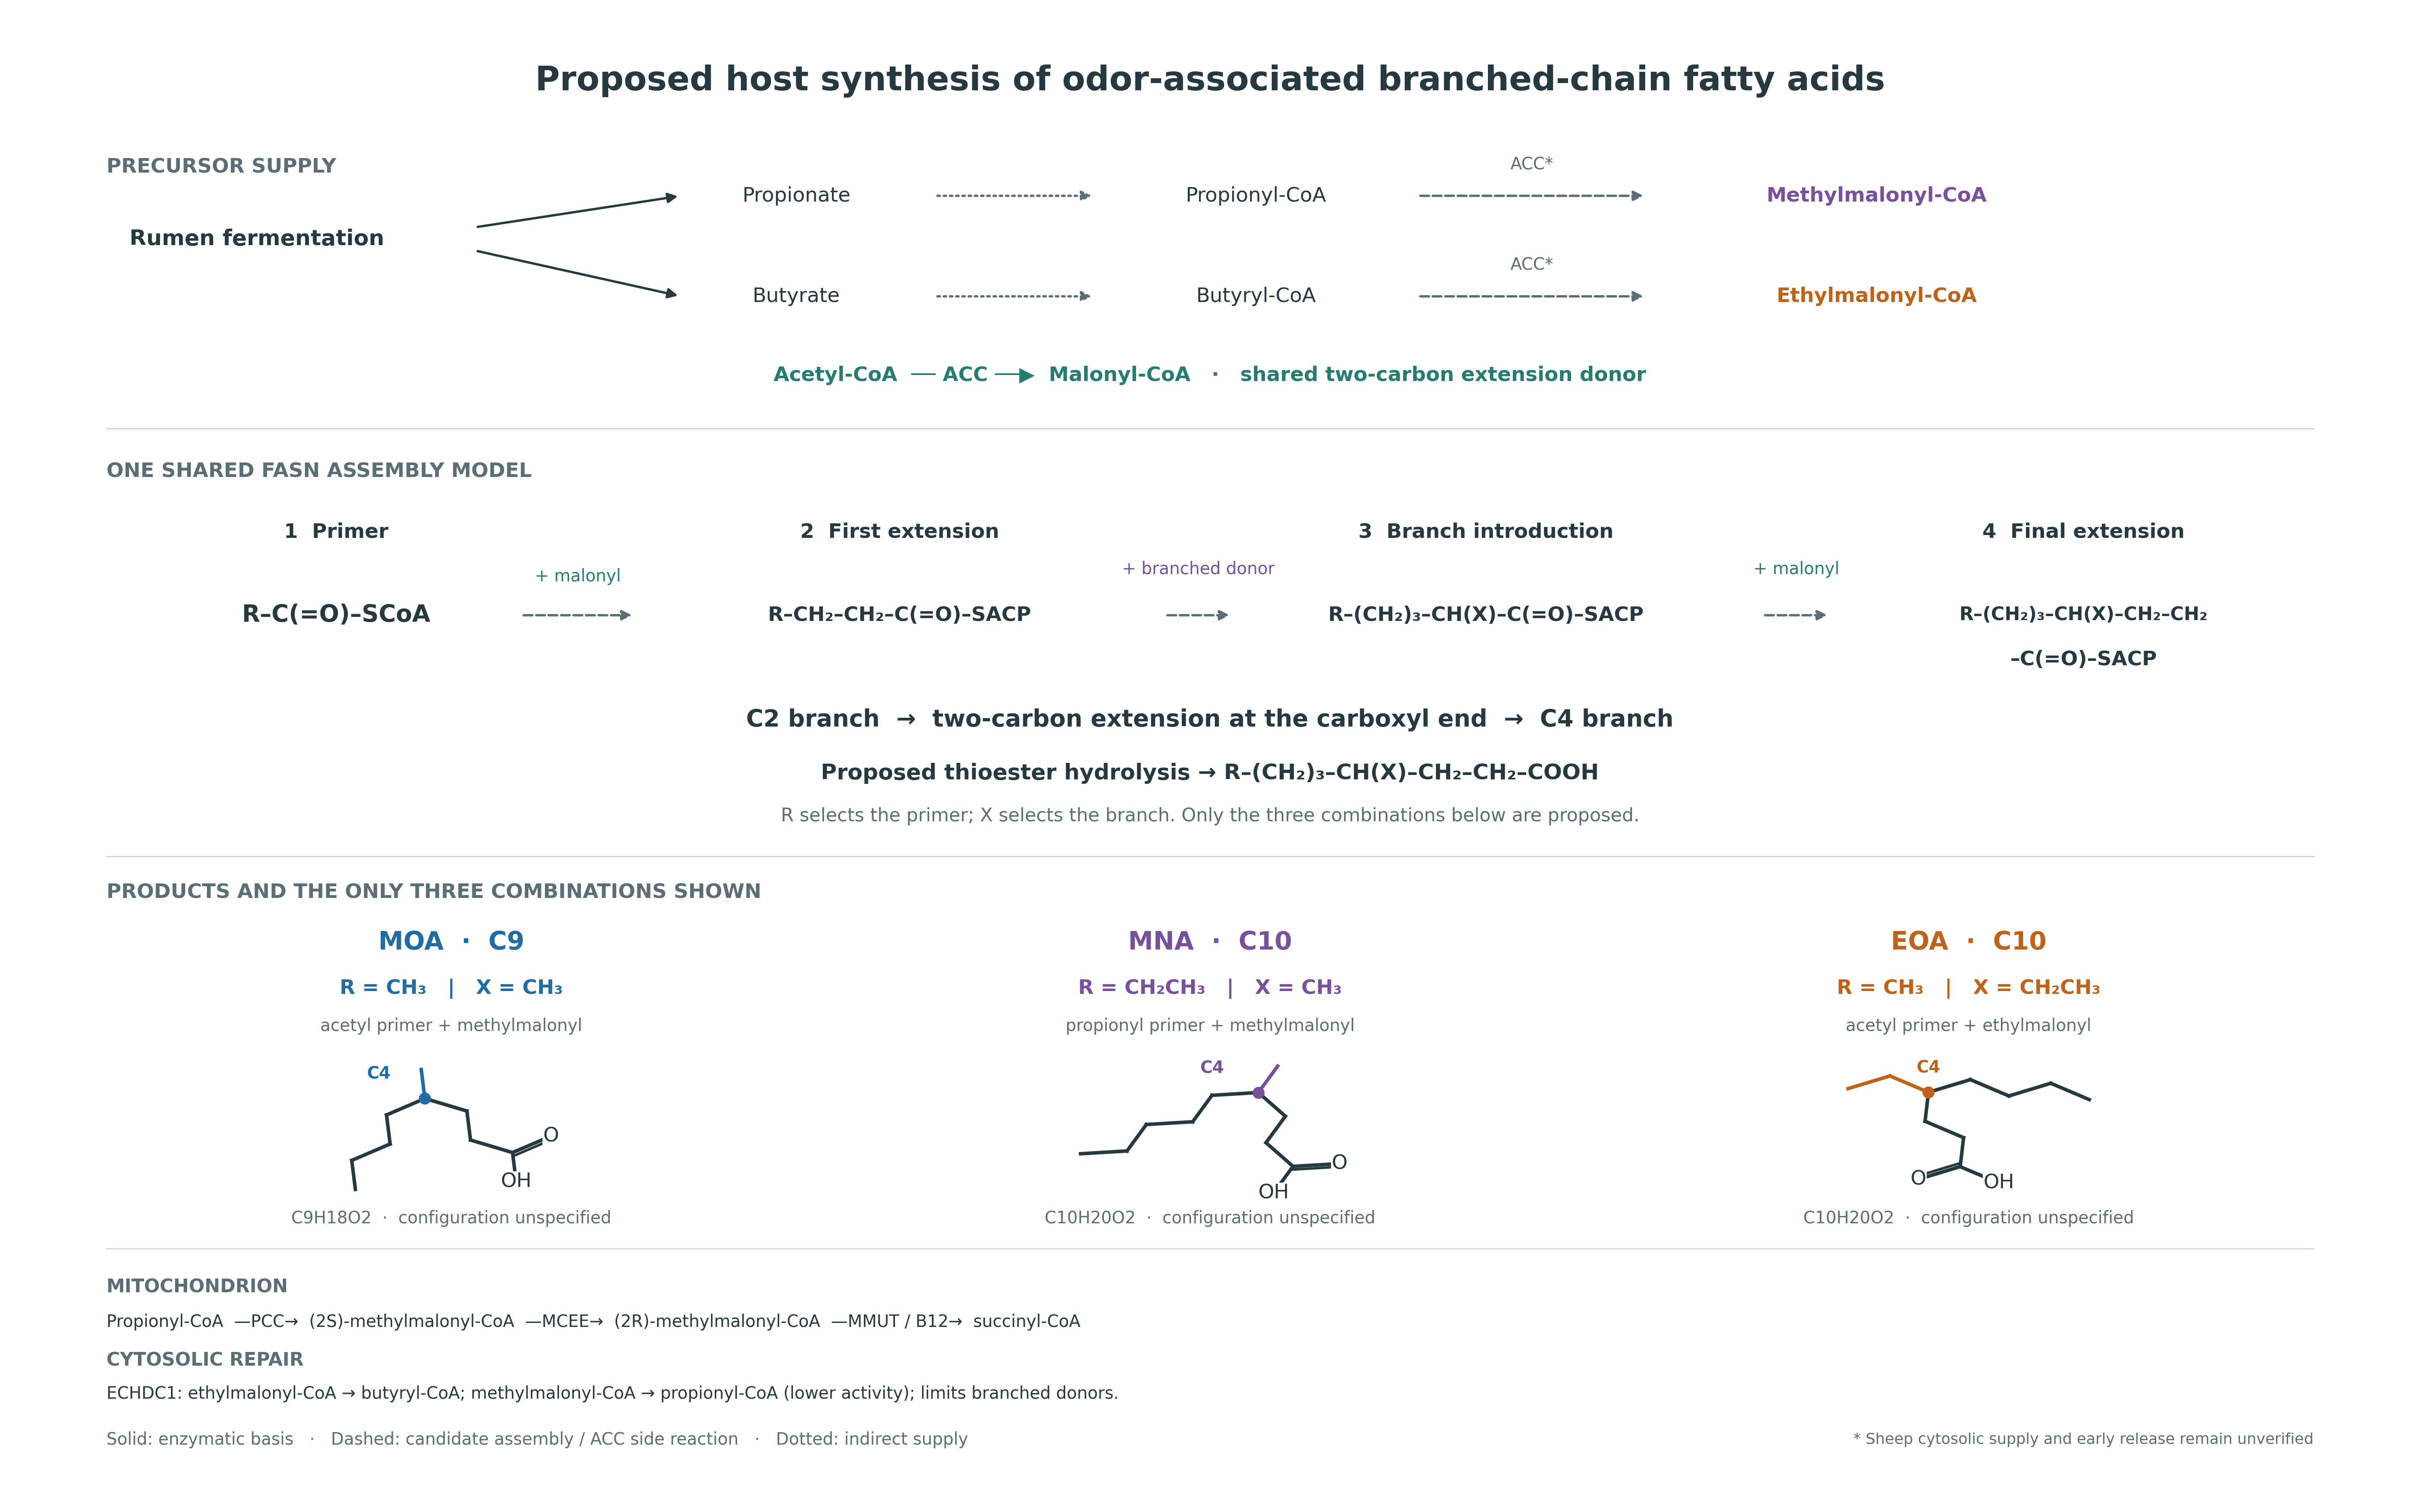 Proposed host synthesis of odor-associated branched-chain fatty acids
PRECURSOR SUPPLY
Rumen fermentation
Propionate
Propionyl-CoA
ACC*
Methylmalonyl-CoA
Butyrate
Butyryl-CoA
ACC*
Ethylmalonyl-CoA
Acetyl-CoA — ACC —▶ Malonyl-CoA · shared two-carbon extension donor
ONE SHARED FASN ASSEMBLY MODEL
1 Primer
2 First extension
3 Branch introduction
4 Final extension
+ malonyl
+ branched donor
+ malonyl
R–C(=O)–SCoA
R–CH₂–CH₂–C(=O)–SACP
R–(CH₂)₃–CH(X)–C(=O)–SACP
R–(CH₂)₃–CH(X)–CH₂–CH₂
–C(=O)–SACP
C2 branch → two-carbon extension at the carboxyl end → C4 branch
Proposed thioester hydrolysis → R–(CH₂)₃–CH(X)–CH₂–CH₂–COOH
R selects the primer; X selects the branch. Only the three combinations below are proposed.
PRODUCTS AND THE ONLY THREE COMBINATIONS SHOWN
MOA · C9
R = CH₃ | X = CH₃
acetyl primer + methylmalonyl
C4
O
OH
C9H18O2 · configuration unspecified
MNA · C10
R = CH₂CH₃ | X = CH₃
propionyl primer + methylmalonyl
C4
O
OH
C10H20O2 · configuration unspecified
EOA · C10
R = CH₃ | X = CH₂CH₃
acetyl primer + ethylmalonyl
C4
O
OH
C10H20O2 · configuration unspecified
MITOCHONDRION
Propionyl-CoA —PCC→ (2S)-methylmalonyl-CoA —MCEE→ (2R)-methylmalonyl-CoA —MMUT / B12→ succinyl-CoA
CYTOSOLIC REPAIR
ECHDC1: ethylmalonyl-CoA → butyryl-CoA; methylmalonyl-CoA → propionyl-CoA (lower activity); limits branched donors.
Solid: enzymatic basis · Dashed: candidate assembly / ACC side reaction · Dotted: indirect supply
* Sheep cytosolic supply and early release remain unverified